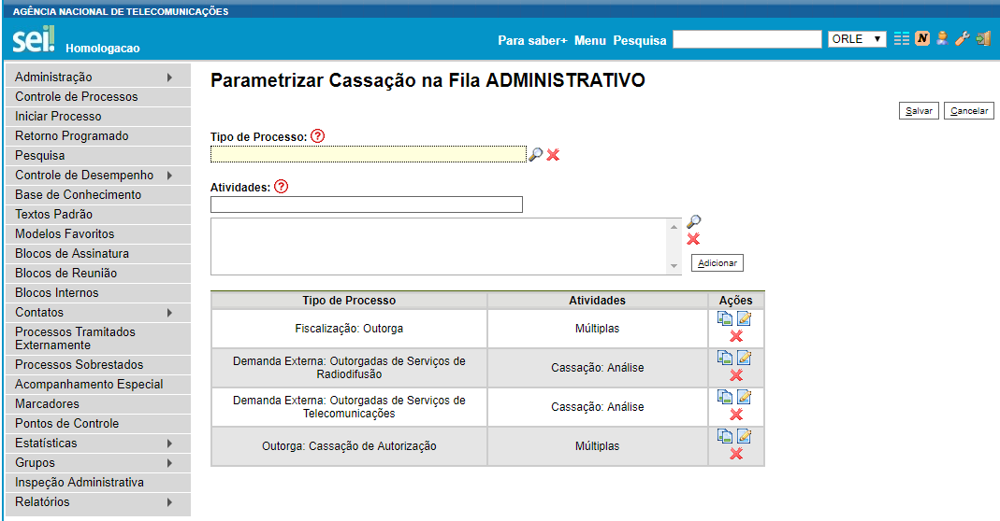 AGÊNCIA NACIONAL DE TELECOMUNICAÇÕES
sei!
Homologacao
Para saber+ Menu Pesquisa
ORLE
N
Administração
Controle de Processos
Iniciar Processo
Retorno Programado
Pesquisa
Controle de Desempenho
Base de Conhecimento
Textos Padrão
Modelos Favoritos
Blocos de Assinatura
Blocos de Reunião
Blocos Internos
Contatos
Processos Tramitados
Externamente
Processos Sobrestados
Acompanhamento Especial
Marcadores
Pontos de Controle
Estatísticas
Grupos
Inspeção Administrativa
Relatórios
Parametrizar Cassação na Fila ADMINISTRATIVO
Salvar
Cancelar
Tipo de Processo: ?
Atividades: ?
Adicionar
Tipo de Processo Atividades Ações
Fiscalização: Outorga Múltiplas
Demanda Externa: Outorgadas de Serviços de
Radiodifusão
Cassação: Análise
Demanda Externa: Outorgadas de Serviços de
Telecomunicações
Cassação: Análise
Outorga: Cassação de Autorização Múltiplas